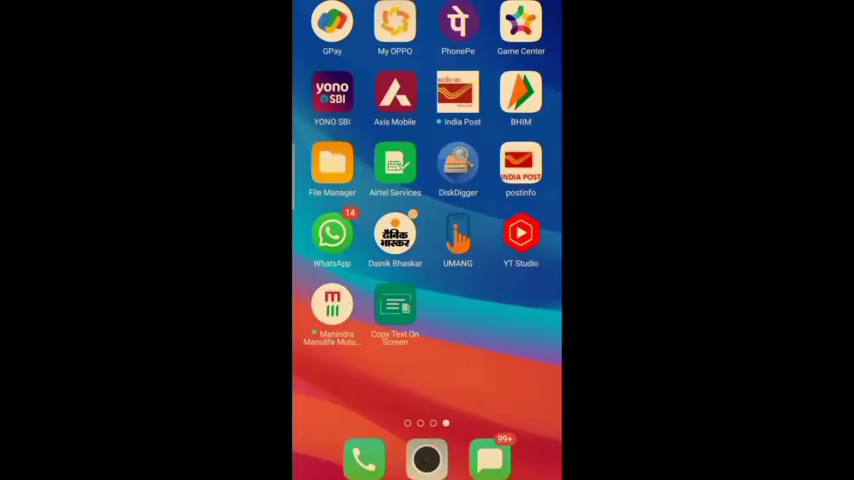 पे
GPay
My OPPO
PhonePe
Game Center
yono
SBI
YONO SBI
Axis Mobile
India Post
BHIM
INDIA POST
File Manager
Airtel Services
DiskDigger
postinfo
14
दैनिक
भास्कर
WhatsApp
Dainik Bhaskar
UMANG
YT Studio
Mahindra
Manulife Mutu...
Copy Text On
Screen
99+